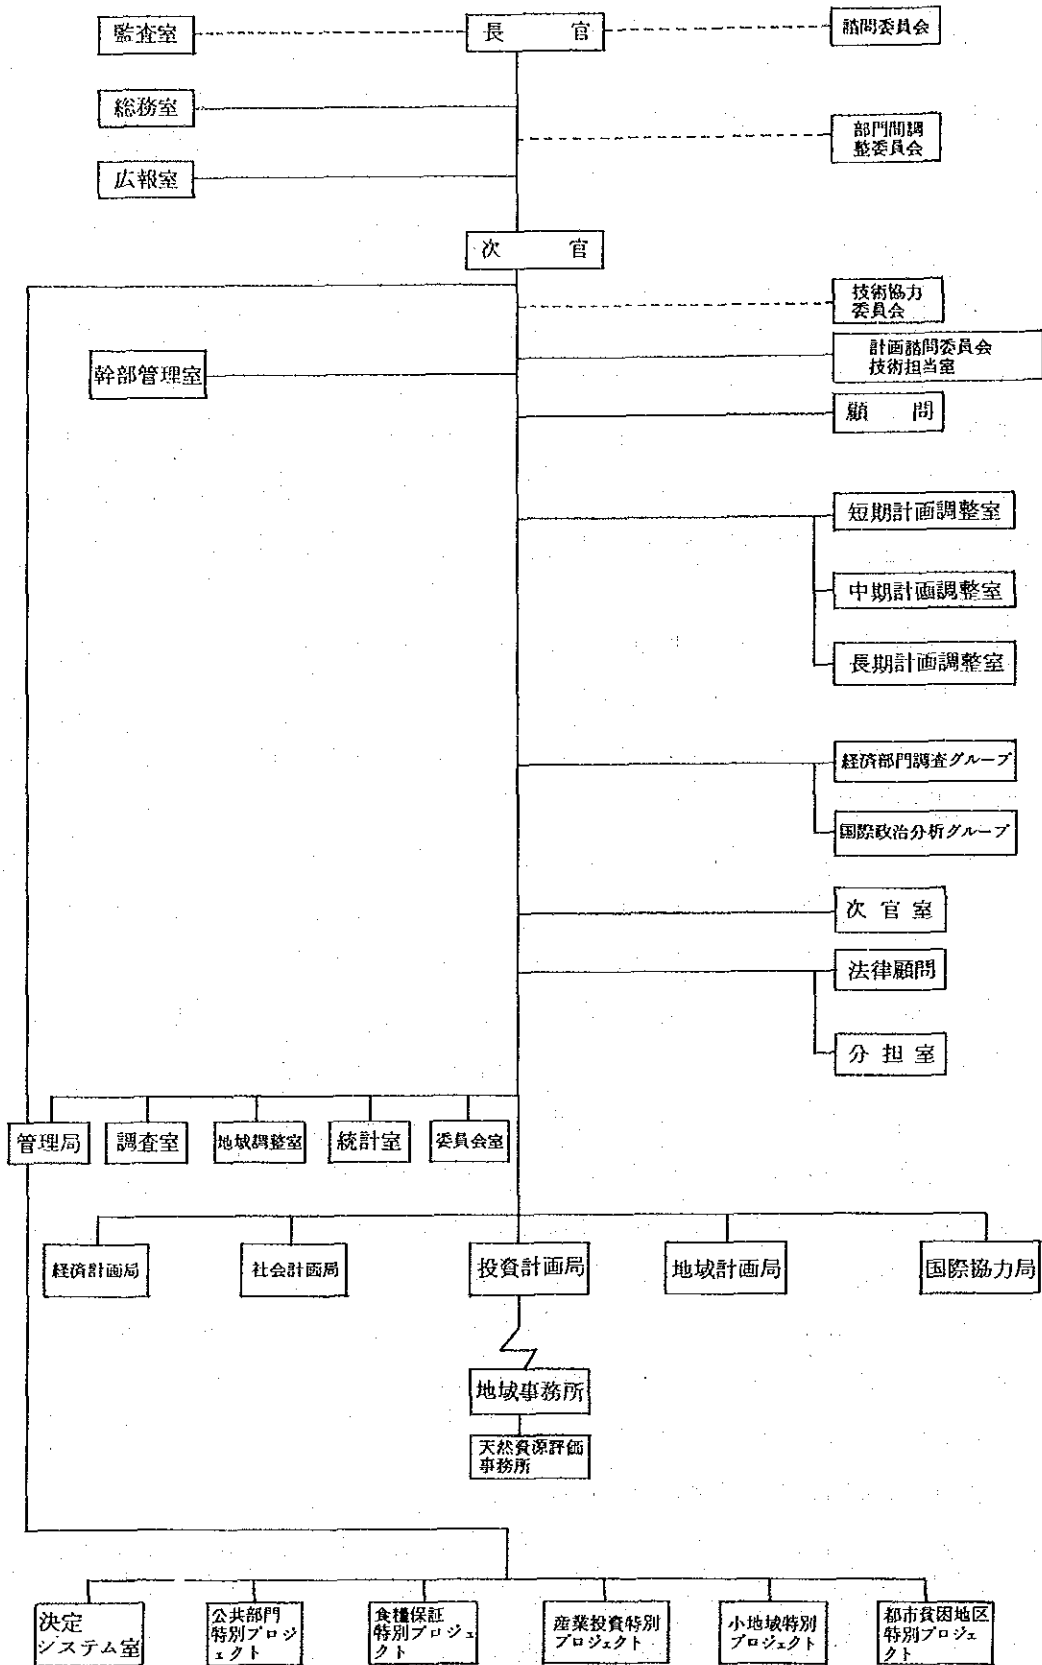 監査室
長 官
諮問委員会
総務室
部門間調
整委員会
広報室
次 官
技術協力
委員会
計画諮問委員会
技術担当室
幹部管理室
顧 問
短期計画調整室
中期計画調整室
長期計画調整室
経済部門調査グループ
国際政治分析グループ
次 官 室
法律顧問
分 担 室
管理局
調査室
地域調整室
統計室
委員会室
経済計画局
社会計画局
投資計画局
地域計画局
国際協力局
地域事務所
天然資源評価
事務所
決定
システム室
公共部門
特別プロジ
ェクト
食糧保証
特別プロジェ
クト
産業投資特別
プロジェクト
小地域特別
プロジェクト
都市貧困地区
特別プロジェ
クト